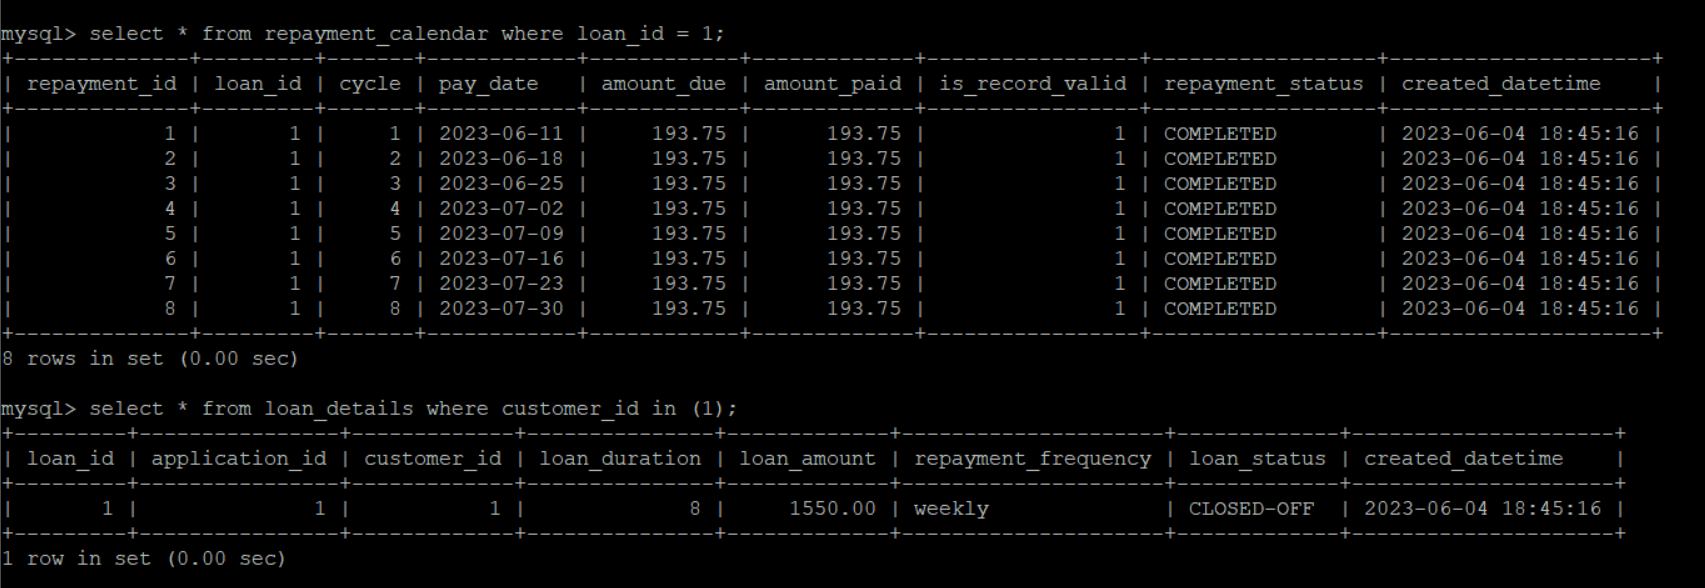 mysql> select * from repayment_calendar where loan_id = 1;
+--------------+---------+-------+------------+------------+-------------+-----------------+------------------+---------------------+
| repayment_id | loan_id | cycle | pay_date   | amount_due | amount_paid | is_record_valid | repayment_status | created_datetime    |
+--------------+---------+-------+------------+------------+-------------+-----------------+------------------+---------------------+
|            1 |       1 |     1 | 2023-06-11 |     193.75 |      193.75 |               1 | COMPLETED        | 2023-06-04 18:45:16 |
|            2 |       1 |     2 | 2023-06-18 |     193.75 |      193.75 |               1 | COMPLETED        | 2023-06-04 18:45:16 |
|            3 |       1 |     3 | 2023-06-25 |     193.75 |      193.75 |               1 | COMPLETED        | 2023-06-04 18:45:16 |
|            4 |       1 |     4 | 2023-07-02 |     193.75 |      193.75 |               1 | COMPLETED        | 2023-06-04 18:45:16 |
|            5 |       1 |     5 | 2023-07-09 |     193.75 |      193.75 |               1 | COMPLETED        | 2023-06-04 18:45:16 |
|            6 |       1 |     6 | 2023-07-16 |     193.75 |      193.75 |               1 | COMPLETED        | 2023-06-04 18:45:16 |
|            7 |       1 |     7 | 2023-07-23 |     193.75 |      193.75 |               1 | COMPLETED        | 2023-06-04 18:45:16 |
|            8 |       1 |     8 | 2023-07-30 |     193.75 |      193.75 |               1 | COMPLETED        | 2023-06-04 18:45:16 |
+--------------+---------+-------+------------+------------+-------------+-----------------+------------------+---------------------+
8 rows in set (0.00 sec)
mysql> select * from loan_details where customer_id in (1);
+---------+----------------+-------------+---------------+-------------+---------------------+-------------+---------------------+
| loan_id | application_id | customer_id | loan_duration | loan_amount | repayment_frequency | loan_status | created_datetime    |
+---------+----------------+-------------+---------------+-------------+---------------------+-------------+---------------------+
|       1 |              1 |           1 |             8 |     1550.00 | weekly              | CLOSED-OFF  | 2023-06-04 18:45:16 |
+---------+----------------+-------------+---------------+-------------+---------------------+-------------+---------------------+
1 row in set (0.00 sec)